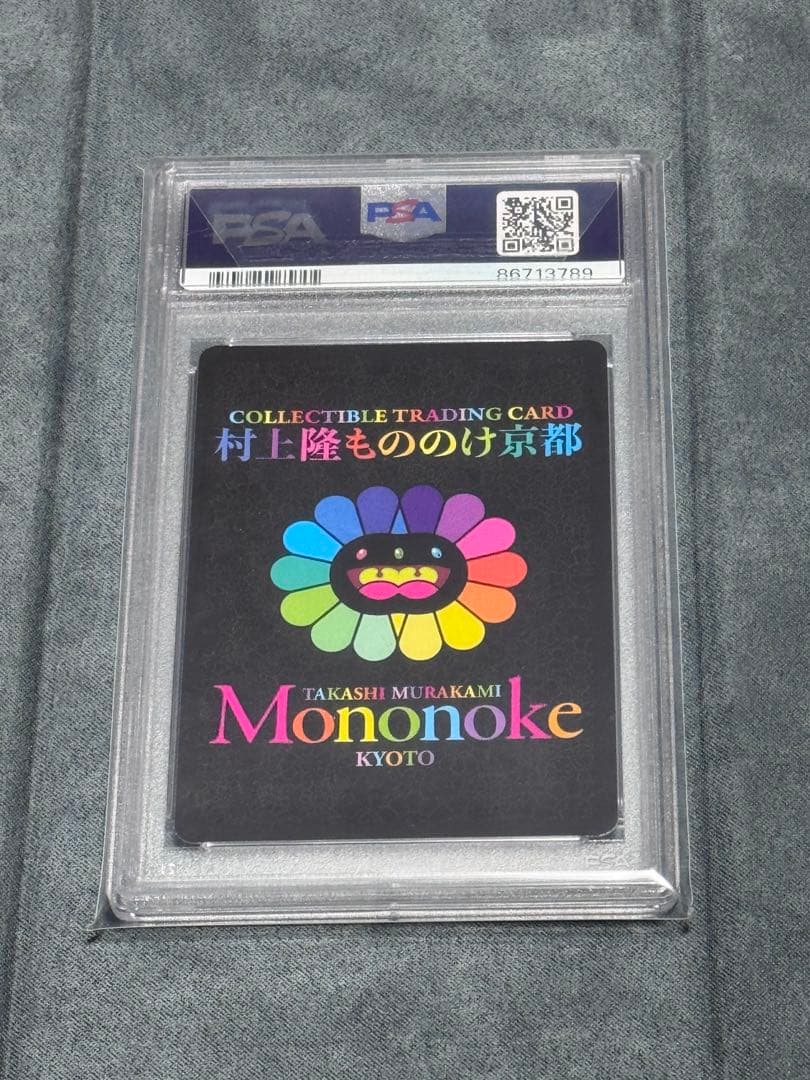 PSA
PSA
86713789
COLLECTIBLE TRADING CARD
村上隆もののけ京都
TAKASHI MURAKAMI
Mononoke
KYOTO
PSA